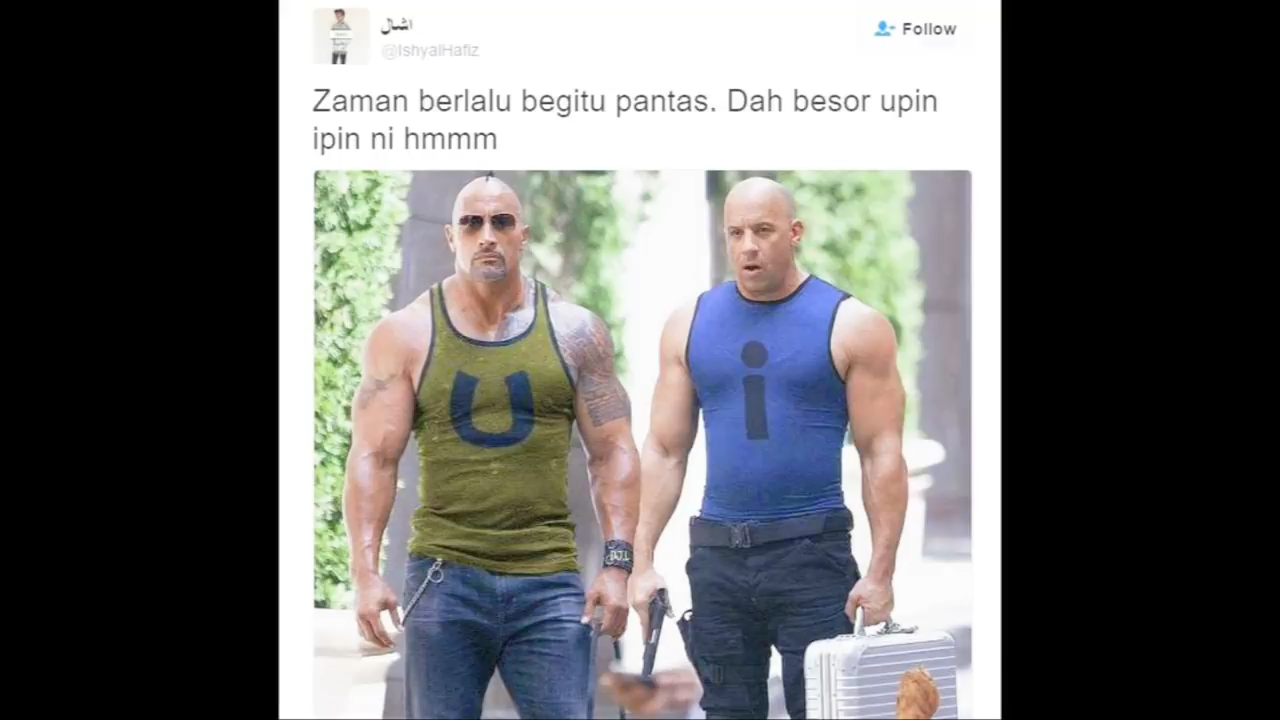 اشال
Follow
@IshyalHafiz
Zaman berlalu begitu pantas. Dah besor upin
ipin ni hmmm
U
i